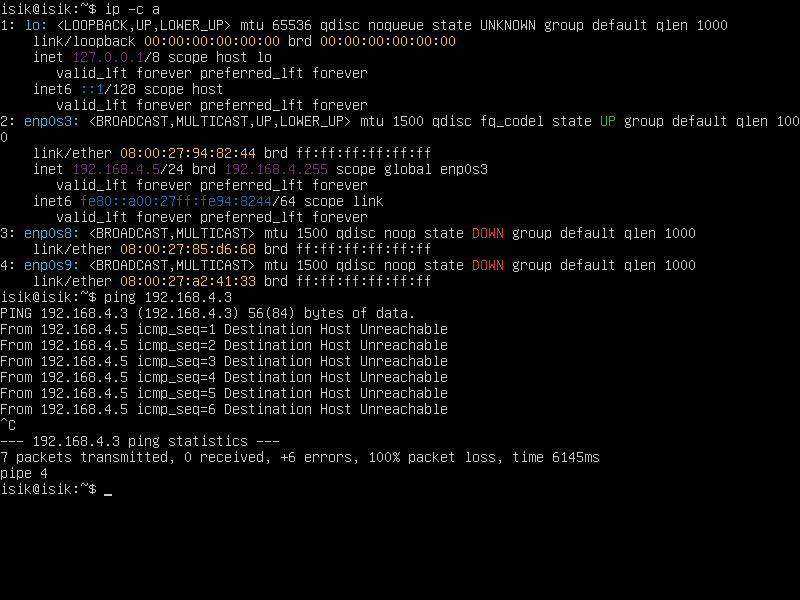 isik@isik:~$ ip -c a
1: lo: <LOOPBACK,UP,LOWER_UP> mtu 65536 qdisc noqueue state UNKNOWN group default qlen 1000
    link/loopback 00:00:00:00:00:00 brd 00:00:00:00:00:00
    inet 127.0.0.1/8 scope host lo
       valid_lft forever preferred_lft forever
    inet6 ::1/128 scope host
       valid_lft forever preferred_lft forever
2: enp0s3: <BROADCAST,MULTICAST,UP,LOWER_UP> mtu 1500 qdisc fq_codel state UP group default qlen 100
0
    link/ether 08:00:27:94:82:44 brd ff:ff:ff:ff:ff:ff
    inet 192.168.4.5/24 brd 192.168.4.255 scope global enp0s3
       valid_lft forever preferred_lft forever
    inet6 fe80::a00:27ff:fe94:8244/64 scope link
       valid_lft forever preferred_lft forever
3: enp0s8: <BROADCAST,MULTICAST> mtu 1500 qdisc noop state DOWN group default qlen 1000
    link/ether 08:00:27:85:d6:68 brd ff:ff:ff:ff:ff:ff
4: enp0s9: <BROADCAST,MULTICAST> mtu 1500 qdisc noop state DOWN group default qlen 1000
    link/ether 08:00:27:a2:41:33 brd ff:ff:ff:ff:ff:ff
isik@isik:~$ ping 192.168.4.3
PING 192.168.4.3 (192.168.4.3) 56(84) bytes of data.
From 192.168.4.5 icmp_seq=1 Destination Host Unreachable
From 192.168.4.5 icmp_seq=2 Destination Host Unreachable
From 192.168.4.5 icmp_seq=3 Destination Host Unreachable
From 192.168.4.5 icmp_seq=4 Destination Host Unreachable
From 192.168.4.5 icmp_seq=5 Destination Host Unreachable
From 192.168.4.5 icmp_seq=6 Destination Host Unreachable
^C
--- 192.168.4.3 ping statistics ---
7 packets transmitted, 0 received, +6 errors, 100% packet loss, time 6145ms
pipe 4
isik@isik:~$ _